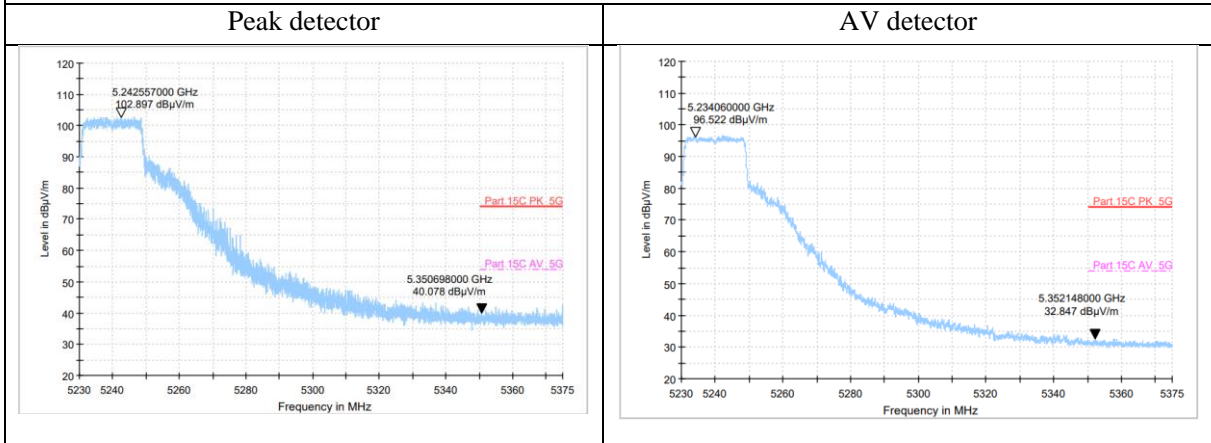 Peak detector
AV detector
120
110
100
90
80
70
60
50
40
30
20
Level in dBµV/m
5.242557000 GHz
102.897 dBµV/m
Part 15C PK_5G
Part 15C AV_5G
5.350698000 GHz
40.078 dBµV/m
5230 5240 5260 5280 5300 5320 5340 5360 5375
Frequency in MHz
120
110
100
90
80
70
60
50
40
30
20
Level in dBµV/m
5.234060000 GHz
96.522 dBµV/m
Part 15C PK_5G
Part 15C AV_5G
5.352148000 GHz
32.847 dBµV/m
5230 5240 5260 5280 5300 5320 5340 5360 5375
Frequency in MHz